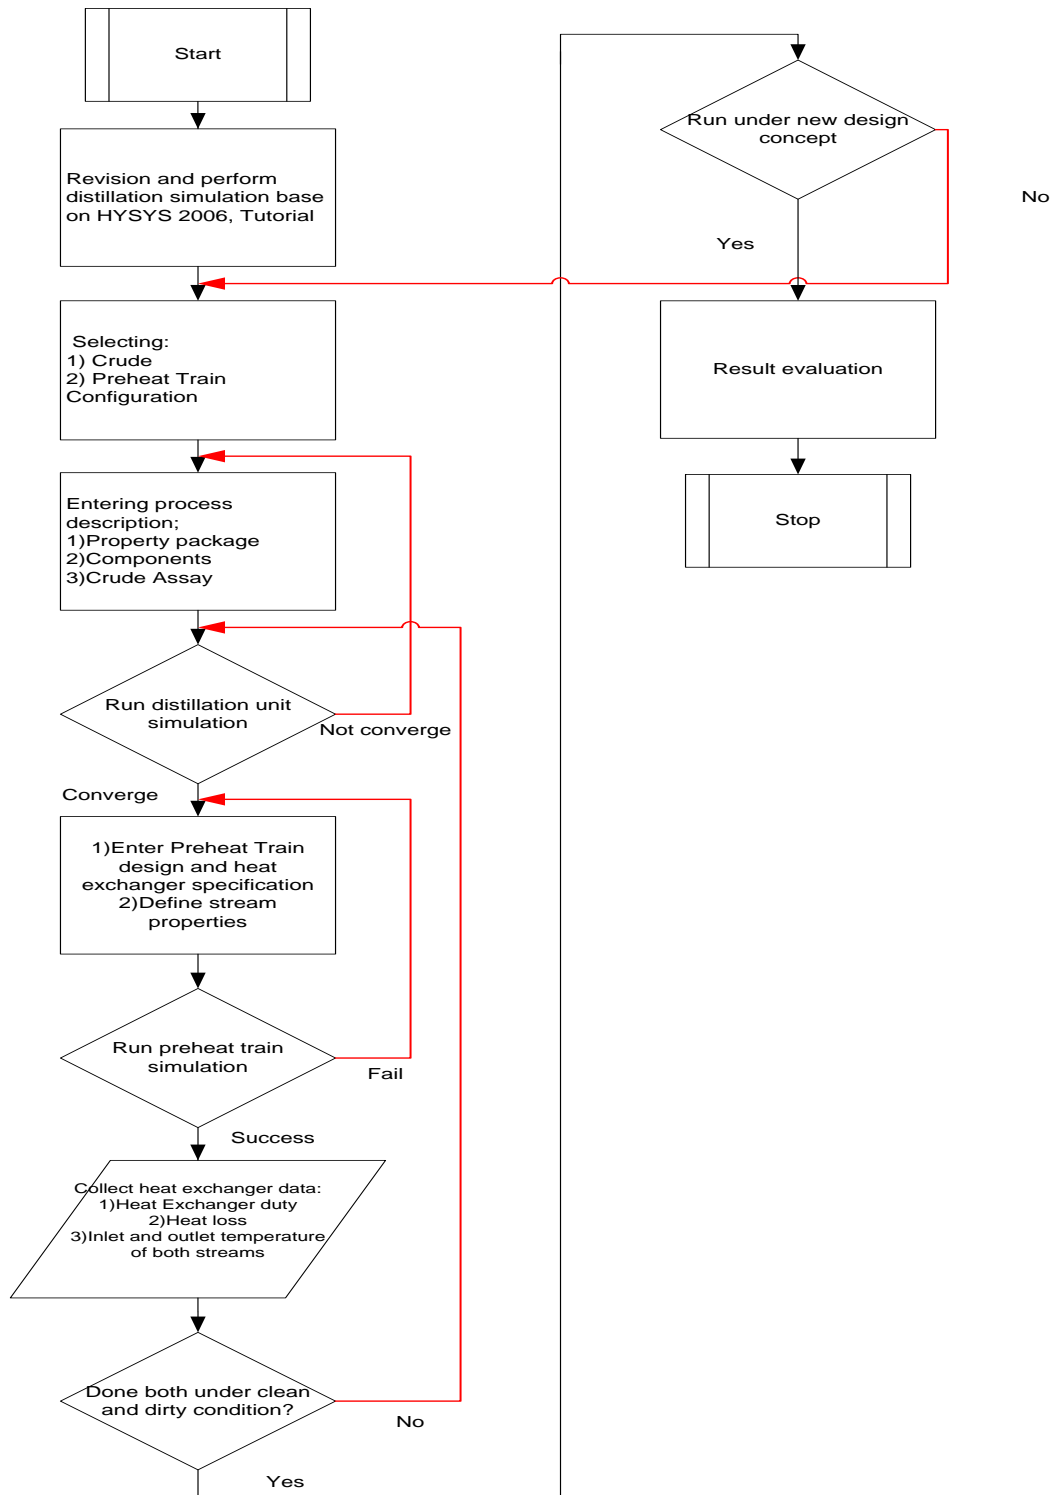 Start
Revision and perform
distillation simulation base
on HYSYS 2006, Tutorial
Selecting:
1) Crude
2) Preheat Train
Configuration
Entering process
description;
1)Property package
2)Components
3)Crude Assay
Run distillation unit
simulation
Not converge
Converge
1)Enter Preheat Train
design and heat
exchanger specification
2)Define stream
properties
Run preheat train
simulation
Fail
Success
Collect heat exchanger data:
1)Heat Exchanger duty
2)Heat loss
3)Inlet and outlet temperature
of both streams
Done both under clean
and dirty condition?
No
Yes
Run under new design
concept
No
Yes
Result evaluation
Stop